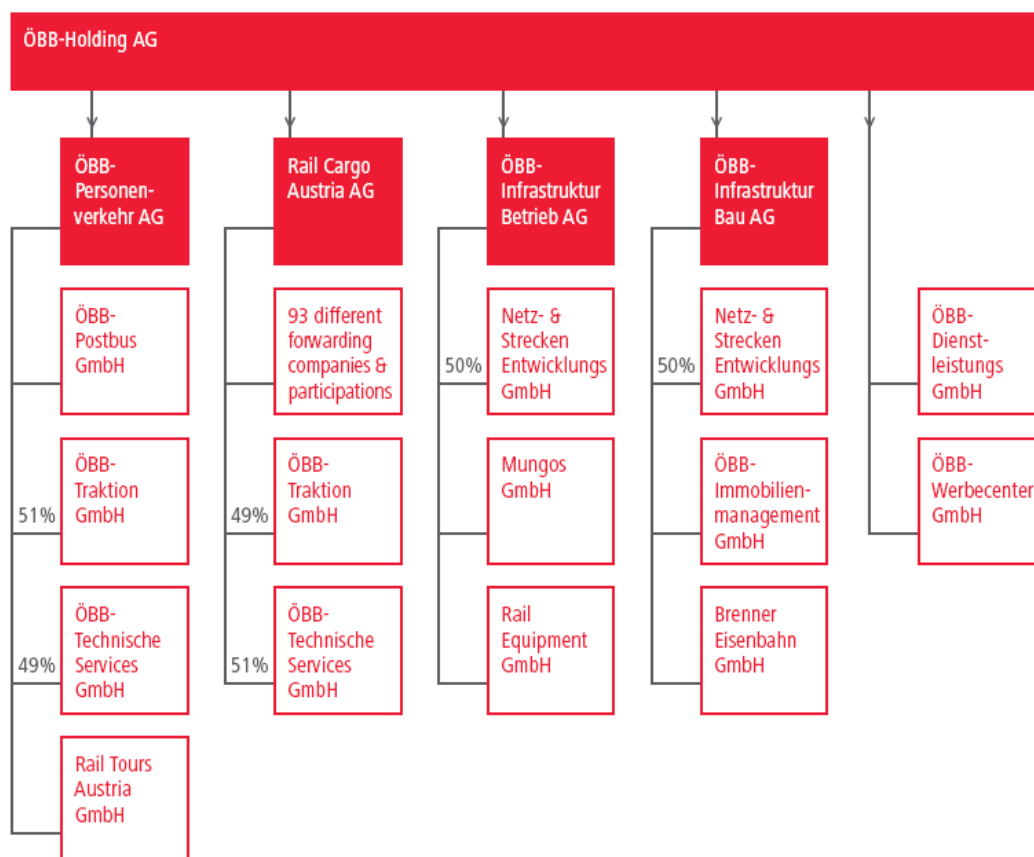 ÖBB-Holding AG
ÖBB-
Personen-
verkehr AG
ÖBB-
Postbus
GmbH
51%
ÖBB-
Traktion
GmbH
49%
ÖBB-
Technische
Services
GmbH
Rail Tours
Austria
GmbH
Rail Cargo
Austria AG
93 different
forwarding
companies &
participations
49%
ÖBB-
Traktion
GmbH
51%
ÖBB-
Technische
Services
GmbH
ÖBB-
Infrastruktur
Betrieb AG
50%
Netz- &
Strecken
Entwicklungs
GmbH
Mungos
GmbH
Rail
Equipment
GmbH
ÖBB-
Infrastruktur
Bau AG
50%
Netz- &
Strecken
Entwicklungs
GmbH
ÖBB-
Immobilien-
management
GmbH
Brenner
Eisenbahn
GmbH
ÖBB-
Dienst-
leistungs
GmbH
ÖBB-
Werbecenter
GmbH